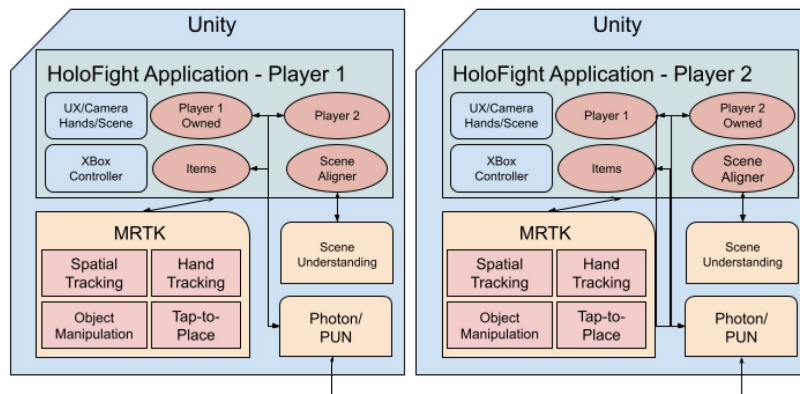 Unity
HoloFight Application - Player 1
UX/Camera
Hands/Scene
Player 1
Owned
Player 2
XBox
Controller
Items
Scene
Aligner
MRTK
Spatial
Tracking
Hand
Tracking
Object
Manipulation
Tap-to-
Place
Scene
Understanding
Photon/
PUN
Unity
HoloFight Application - Player 2
UX/Camera
Hands/Scene
Player 1
Player 2
Owned
XBox
Controller
Items
Scene
Aligner
MRTK
Spatial
Tracking
Hand
Tracking
Object
Manipulation
Tap-to-
Place
Scene
Understanding
Photon/
PUN